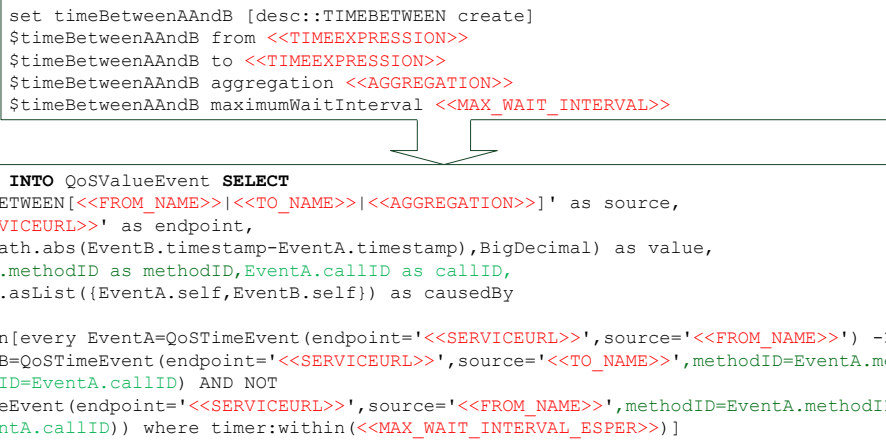 set timeBetweenAAndB [desc::TIMEBETWEEN create]
$timeBetweenAAndB from <<TIMEEXPRESSION>>
$timeBetweenAAndB to <<TIMEEXPRESSION>>
$timeBetweenAAndB aggregation <<AGGREGATION>>
$timeBetweenAAndB maximumWaitInterval <<MAX_WAIT_INTERVAL>>
INTO QoSValueEvent SELECT
ETWEEN[<<FROM_NAME>>|<<TO_NAME>>|<<AGGREGATION>>]' as source,
VICEURL>>' as endpoint,
ath.abs(EventB.timestamp-EventA.timestamp),BigDecimal) as value,
.methodID as methodID,EventA.callID as callID,
.asList({EventA.self,EventB.self}) as causedBy
n[every EventA=QoSTimeEvent(endpoint='<<SERVICEURL>>',source='<<FROM_NAME>>') -
B=QoSTimeEvent(endpoint='<<SERVICEURL>>',source='<<TO_NAME>>',methodID=EventA.m
ID=EventA.callID) AND NOT
eEvent(endpoint='<<SERVICEURL>>',source='<<FROM_NAME>>',methodID=EventA.methodI
ntA.callID)) where timer:within(<<MAX_WAIT_INTERVAL_ESPER>>)]